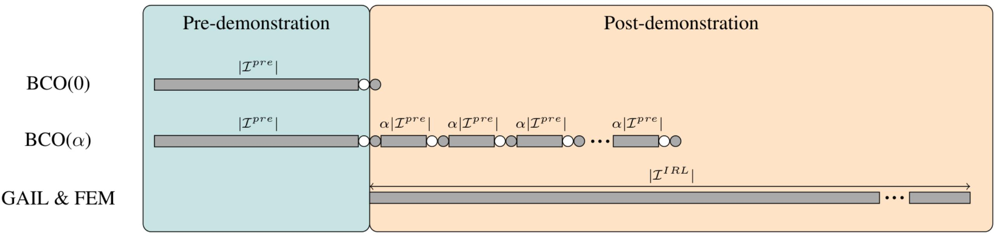 Pre-demonstration Post-demonstration
|ℐ^{pre}|
BCO(0)
|ℐ^{pre}| α|ℐ^{pre}| α|ℐ^{pre}| α|ℐ^{pre}| α|ℐ^{pre}|
BCO(α) ...
|ℐ^{IRL}|
GAIL & FEM ...